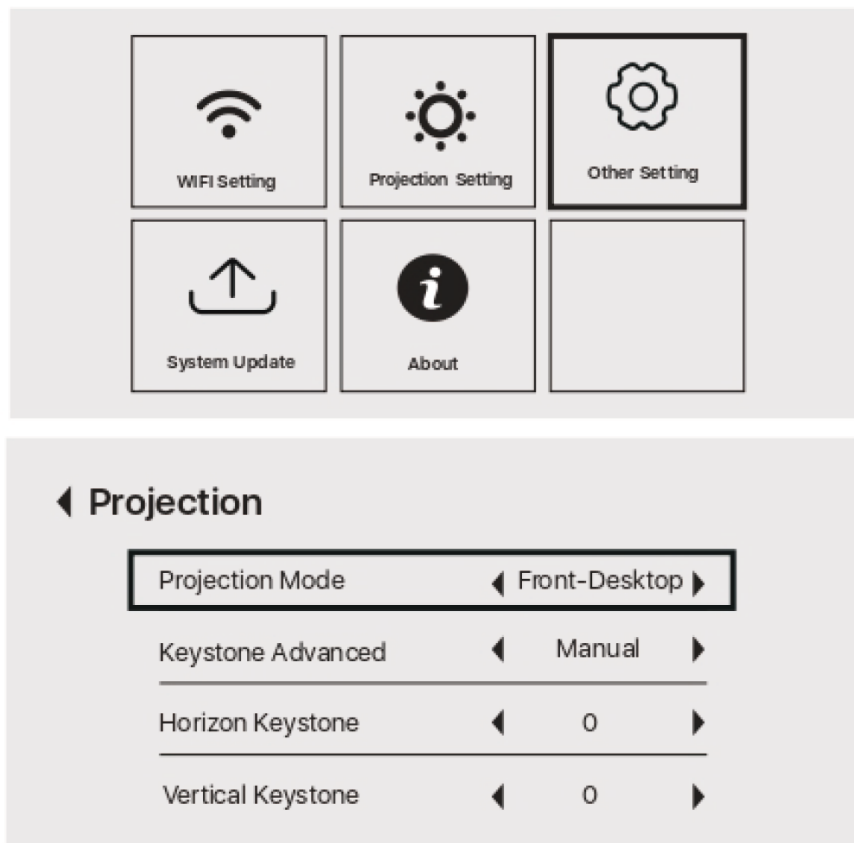 WIFI Setting
Projection Setting
Other Setting
System Update
About
Projection
Projection Mode Front-Desktop
Keystone Advanced Manual
Horizon Keystone 0
Vertical Keystone 0